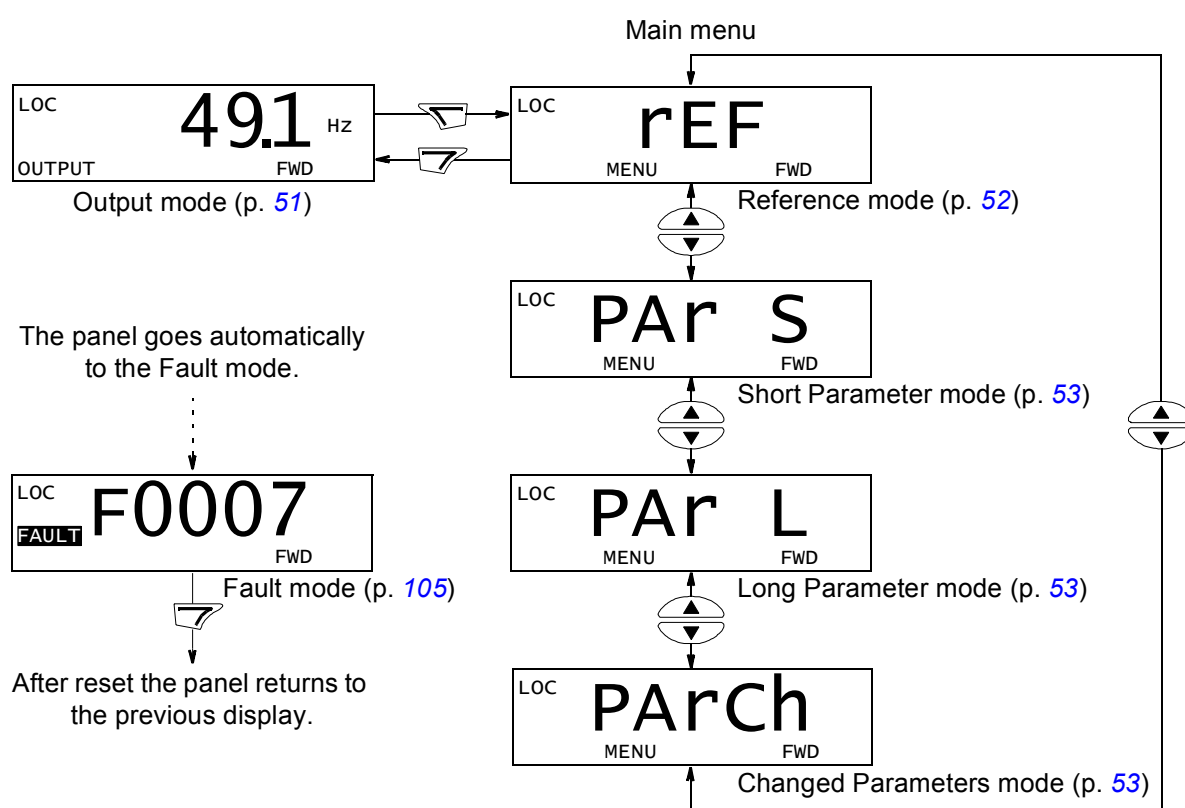 Main menu
LOC
49.1 Hz
OUTPUT FWD
Output mode (p. 51)
LOC
rEF
MENU FWD
Reference mode (p. 52)
LOC
PAr S
MENU FWD
Short Parameter mode (p. 53)
The panel goes automatically
to the Fault mode.
LOC
F0007
FAULT
FWD
Fault mode (p. 105)
After reset the panel returns to
the previous display.
LOC
PAr L
MENU FWD
Long Parameter mode (p. 53)
LOC
PArCh
MENU FWD
Changed Parameters mode (p. 53)